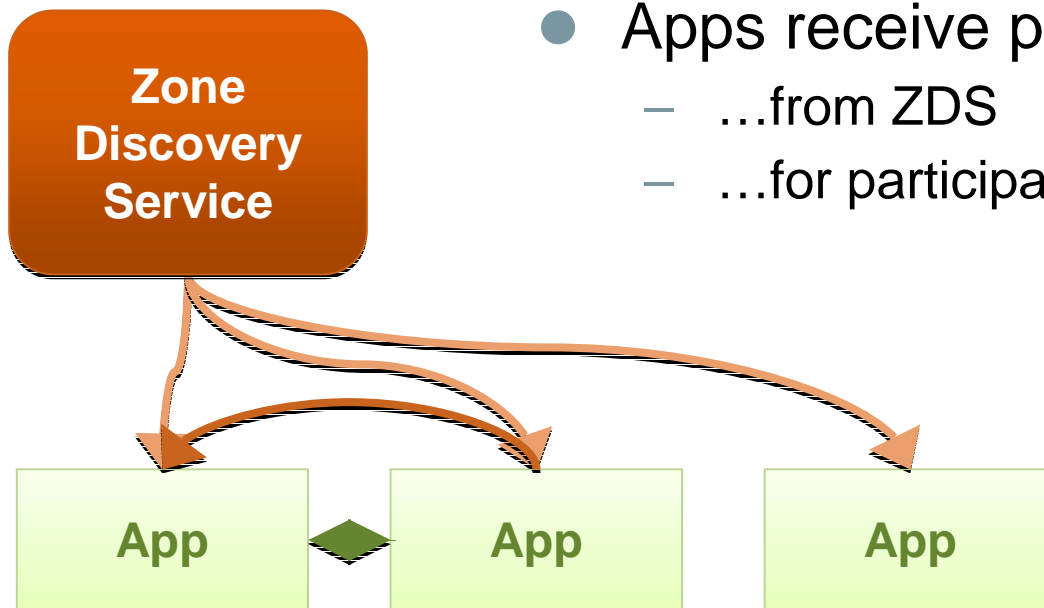 Zone
Discovery
Service
Apps receive p
…from ZDS
…for participa
App
App
App